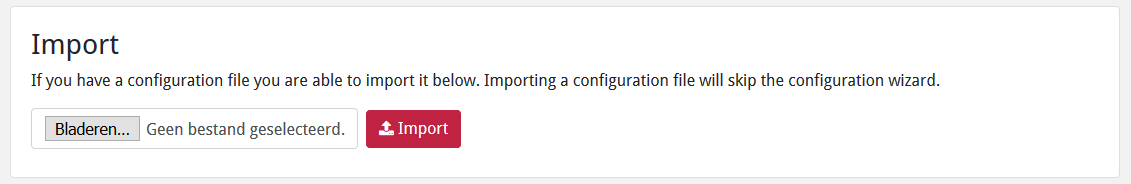 Import
If you have a configuration file you are able to import it below. Importing a configuration file will skip the configuration wizard.
Bladeren... Geen bestand geselecteerd. Import